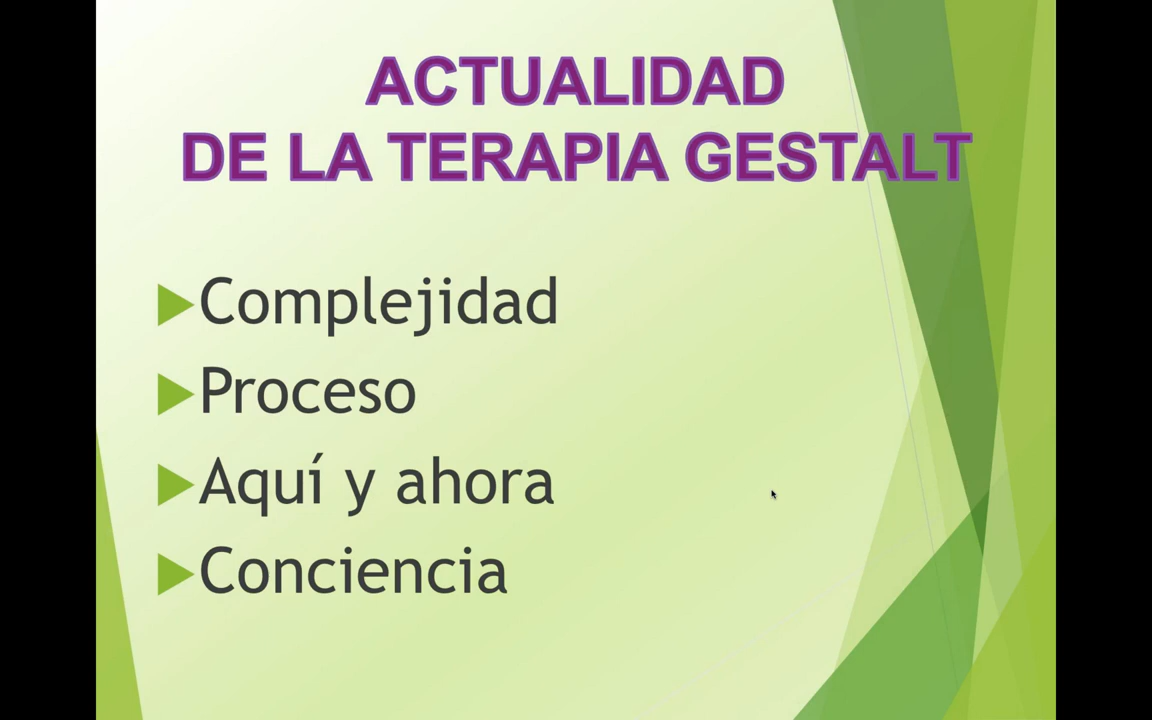 ACTUALIDAD
DE LA TERAPIA GESTALT
Complejidad
Proceso
Aquí y ahora
Conciencia